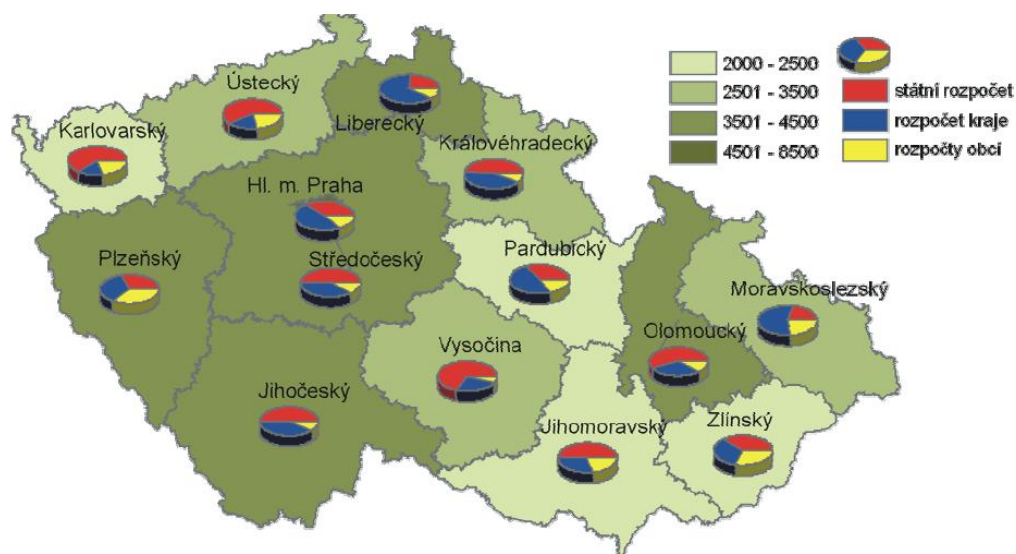 Ústecký
Karlovarský
Liberecký
Královéhradecký
Hl. m. Praha
Plzeňský
Středočeský
Pardubický
Moravskoslezský
Olomoucký
Vysočina
Jihočeský
Jihomoravský
Zlínský
2000 - 2500
2501 - 3500
3501 - 4500
4501 - 8500
státní rozpočet
rozpočet kraje
rozpočty obcí